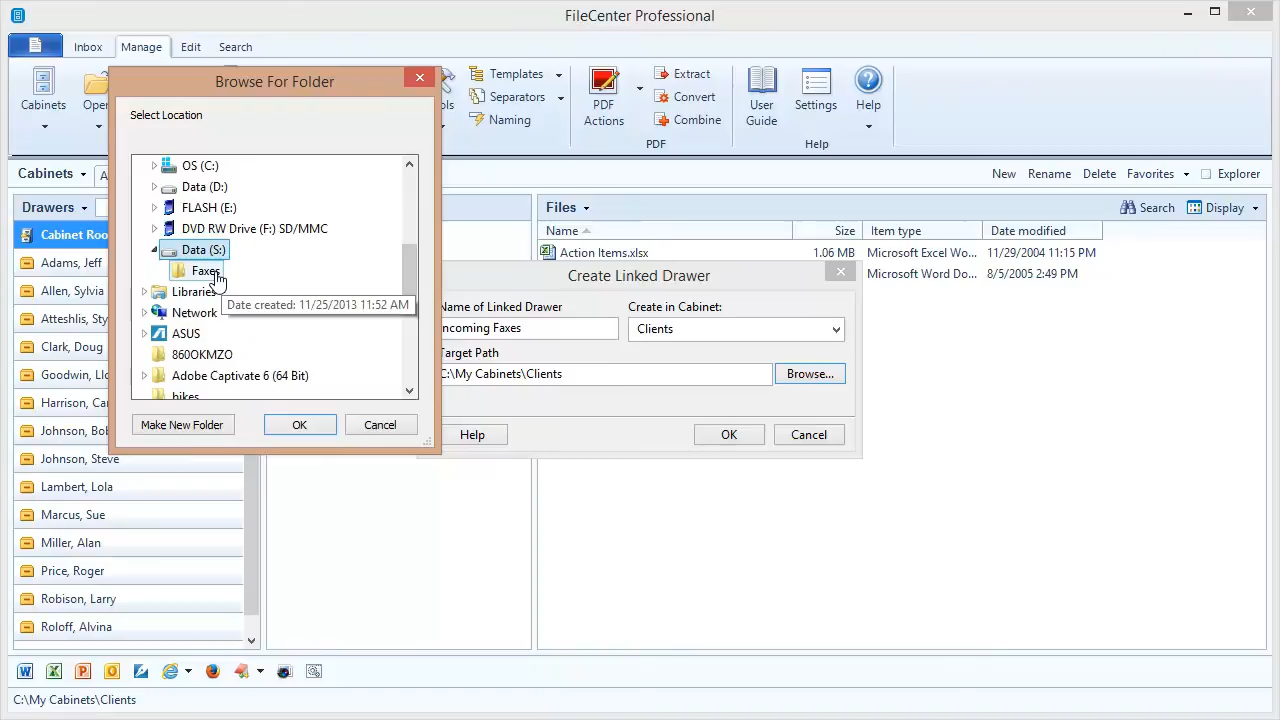 FileCenter Professional
Inbox Manage Edit Search
Cabinets
Open
Templates
Separators
Naming
PDF
Actions
Extract
Convert
Combine
PDF
User
Guide
Settings
Help
Help
Cabinets
New Rename Delete Favorites Explorer
Drawers
Cabinet Roo
Adams, Jeff
Allen, Sylvia
Atteshlis, Sty
Clark, Doug
Goodwin, Llo
Harrison, Car
Johnson, Bob
Johnson, Steve
Lambert, Lola
Marcus, Sue
Miller, Alan
Price, Roger
Robison, Larry
Roloff, Alvina
Browse For Folder
Select Location
OS (C:)
Data (D:)
FLASH (E:)
DVD RW Drive (F:) SD/MMC
Data (S:)
Faxes
Libraries
Date created: 11/25/2013 11:52 AM
Network
ASUS
860OKMZO
Adobe Captivate 6 (64 Bit)
bikes
Make New Folder OK Cancel
Files
Search Display
Name Size Item type Date modified
Action Items.xlsx 1.06 MB Microsoft Excel Wo... 11/29/2004 11:15 PM
Microsoft Word Do... 8/5/2005 2:49 PM
Create Linked Drawer
Name of Linked Drawer Create in Cabinet:
ncoming Faxes Clients
Target Path
C:\My Cabinets\Clients Browse...
Help OK Cancel
C:\My Cabinets\Clients